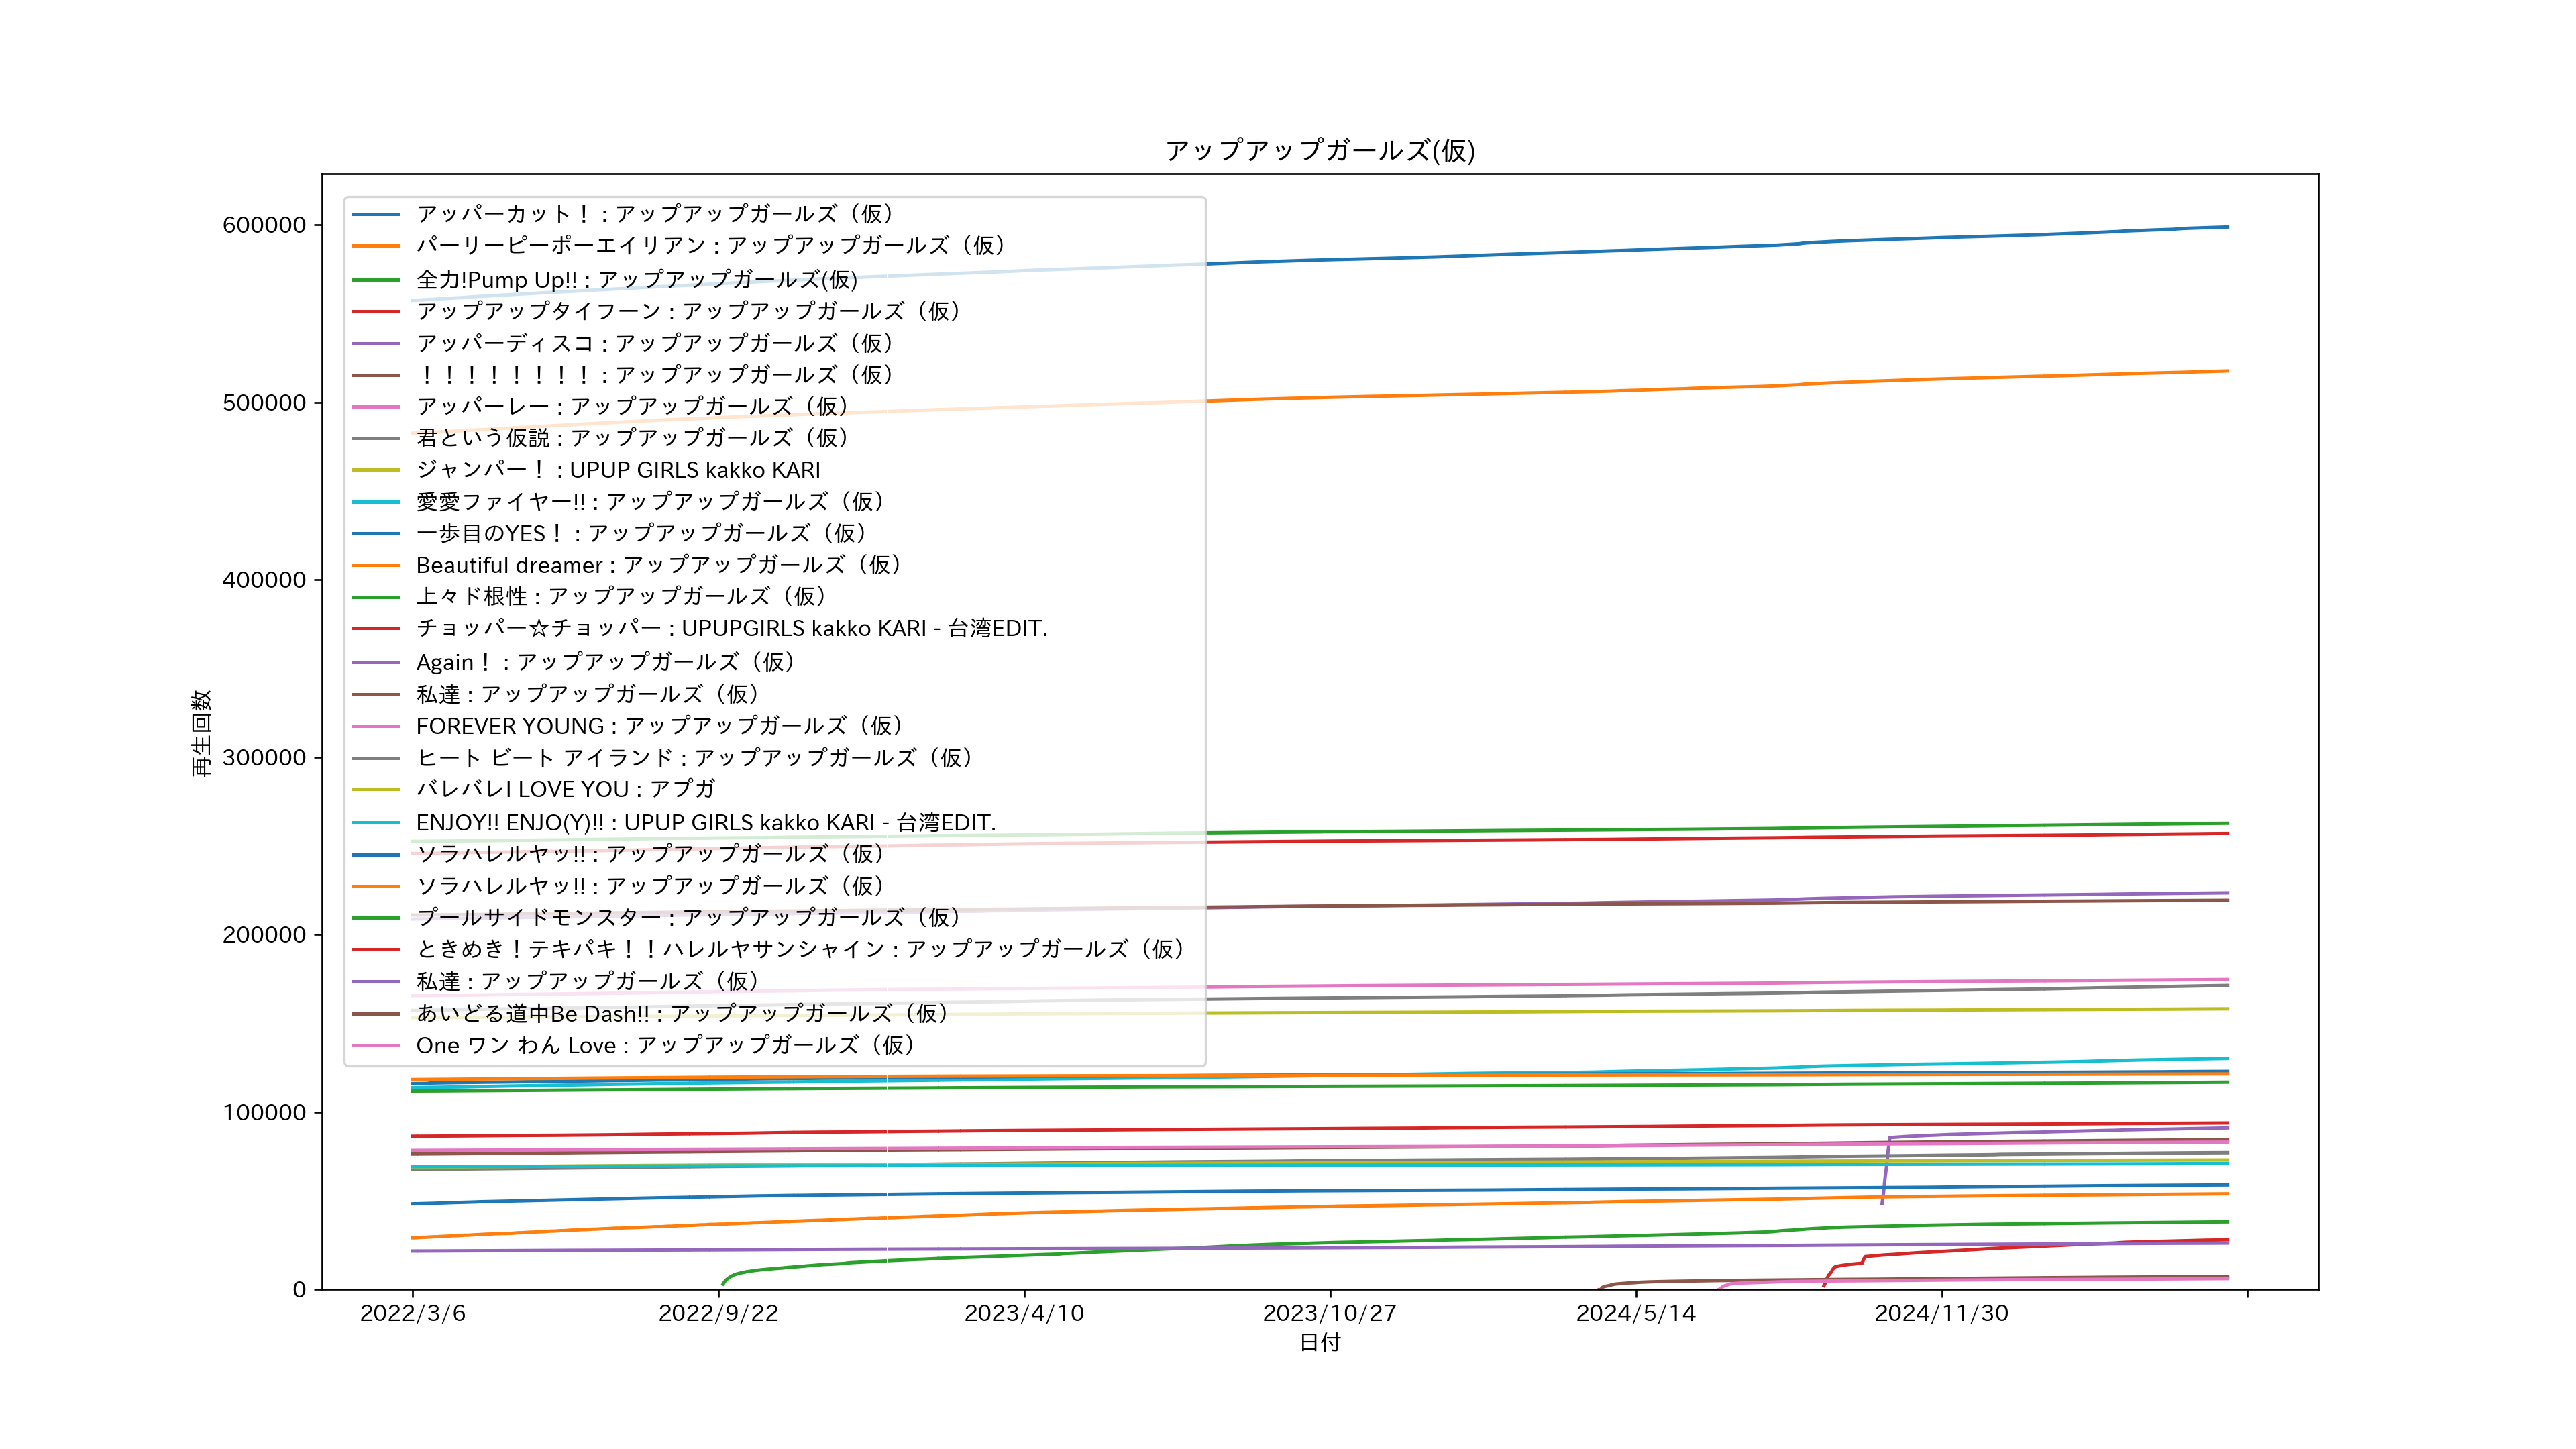 アップアップガールズ(仮)
600000
500000
400000
300000
200000
100000
0
再生回数
アッパーカット！ : アップアップガールズ（仮）
パーリーピーポーエイリアン : アップアップガールズ（仮）
全力!Pump Up!! : アップアップガールズ(仮)
アップアップタイフーン : アップアップガールズ（仮）
アッパーディスコ : アップアップガールズ（仮）
！！！！！！！！ : アップアップガールズ（仮）
アッパーレー : アップアップガールズ（仮）
君という仮説 : アップアップガールズ（仮）
ジャンパー！ : UPUP GIRLS kakko KARI
愛愛ファイヤー!! : アップアップガールズ（仮）
一歩目のYES！ : アップアップガールズ（仮）
Beautiful dreamer : アップアップガールズ（仮）
上々ド根性 : アップアップガールズ（仮）
チョッパー☆チョッパー : UPUPGIRLS kakko KARI - 台湾EDIT.
Again！ : アップアップガールズ（仮）
私達 : アップアップガールズ（仮）
FOREVER YOUNG : アップアップガールズ（仮）
ヒート ビート アイランド : アップアップガールズ（仮）
バレバレI LOVE YOU : アプガ
ENJOY!! ENJO(Y)!! : UPUP GIRLS kakko KARI - 台湾EDIT.
ソラハレルヤッ!! : アップアップガールズ（仮）
ソラハレルヤッ!! : アップアップガールズ（仮）
プールサイドモンスター : アップアップガールズ（仮）
ときめき！テキパキ！！ハレルヤサンシャイン : アップアップガールズ（仮）
私達 : アップアップガールズ（仮）
あいどる道中Be Dash!! : アップアップガールズ（仮）
One ワン わん Love : アップアップガールズ（仮）
2022/3/6
2022/9/22
2023/4/10
2023/10/27
2024/5/14
2024/11/30
日付